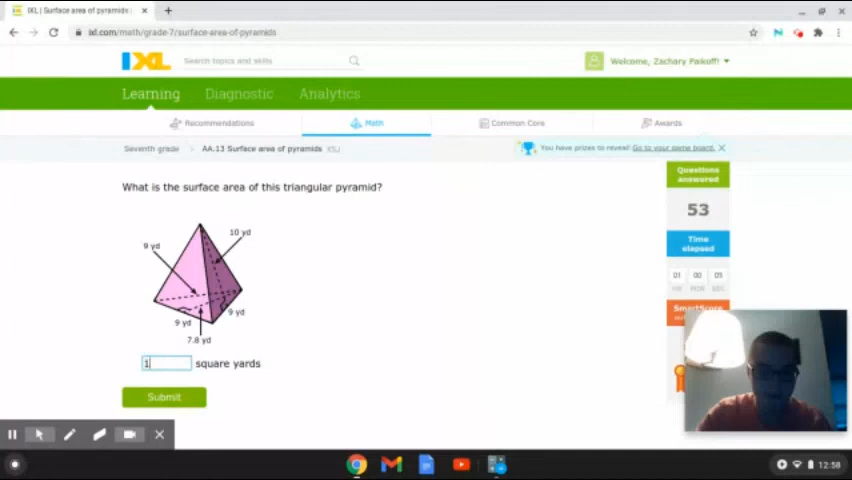 IXL | Surface area of pyramids
ixl.com/math/grade-7/surface-area-of-pyramids
IXL
Search topics and skills
Welcome, Zachary Paikoff!
Learning
Diagnostic
Analytics
Recommendations
Math
Common Core
Awards
Seventh grade > AA.13 Surface area of pyramids
You have prizes to reveal! Go to your game board.
What is the surface area of this triangular pyramid?
9 yd
10 yd
9 yd
9 yd
7.8 yd
1
square yards
Submit
Questions answered
53
Time elapsed
01 00 05
HR MIN SEC
SmartScore
12:58